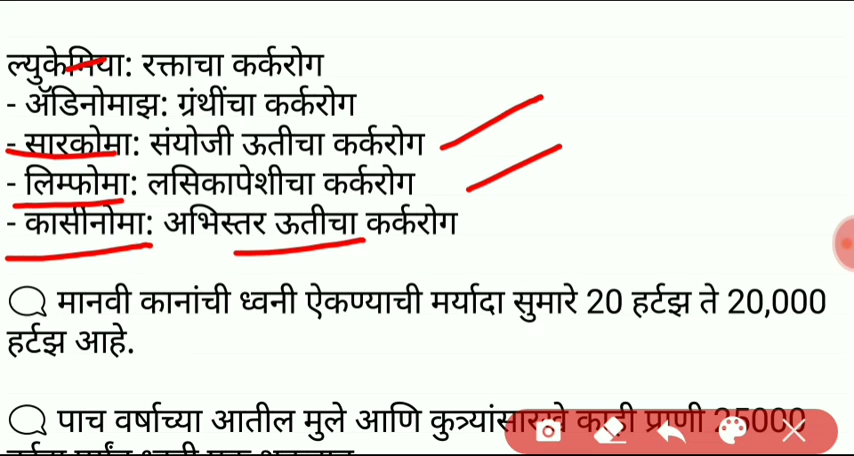 ल्युकेमिया: रक्ताचा कर्करोग
- ॲडिनोमाझ: ग्रंथींचा कर्करोग
- सारकोमा: संयोजी ऊतीचा कर्करोग
- लिम्फोमा: लसिकापेशीचा कर्करोग
- कार्सीनोमा: अभिस्तर ऊतीचा कर्करोग
मानवी कानांची ध्वनी ऐकण्याची मर्यादा सुमारे 20 हर्टझ ते 20,000
हर्टझ आहे.
पाच वर्षाच्या आतील मुले आणि कुत्र्यांसारखे काही प्राणी 25000